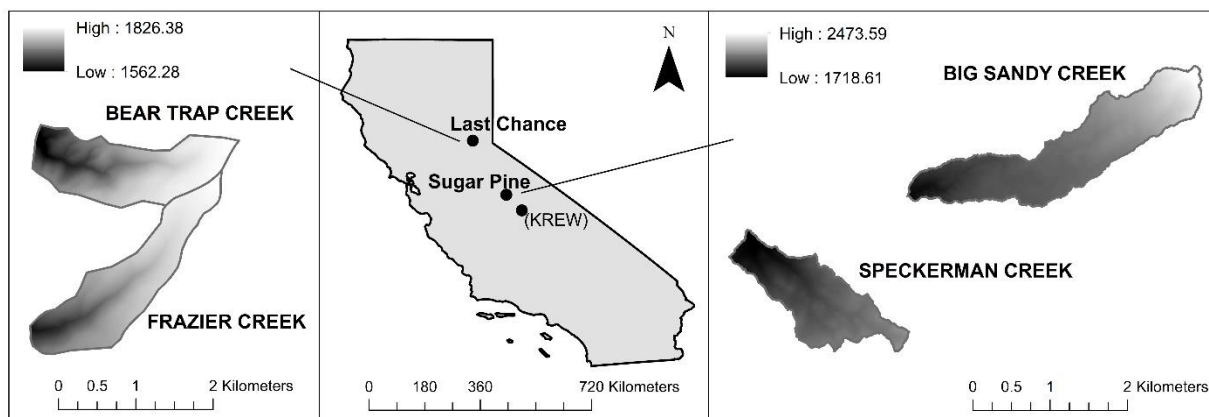 High : 1826.38
Low : 1562.28
BEAR TRAP CREEK
FRAZIER CREEK
0 0.5 1 2 Kilometers
N
Last Chance
Sugar Pine
(KREW)
0 180 360 720 Kilometers
High : 2473.59
Low : 1718.61
BIG SANDY CREEK
SPECKERMAN CREEK
0 0.5 1 2 Kilometers